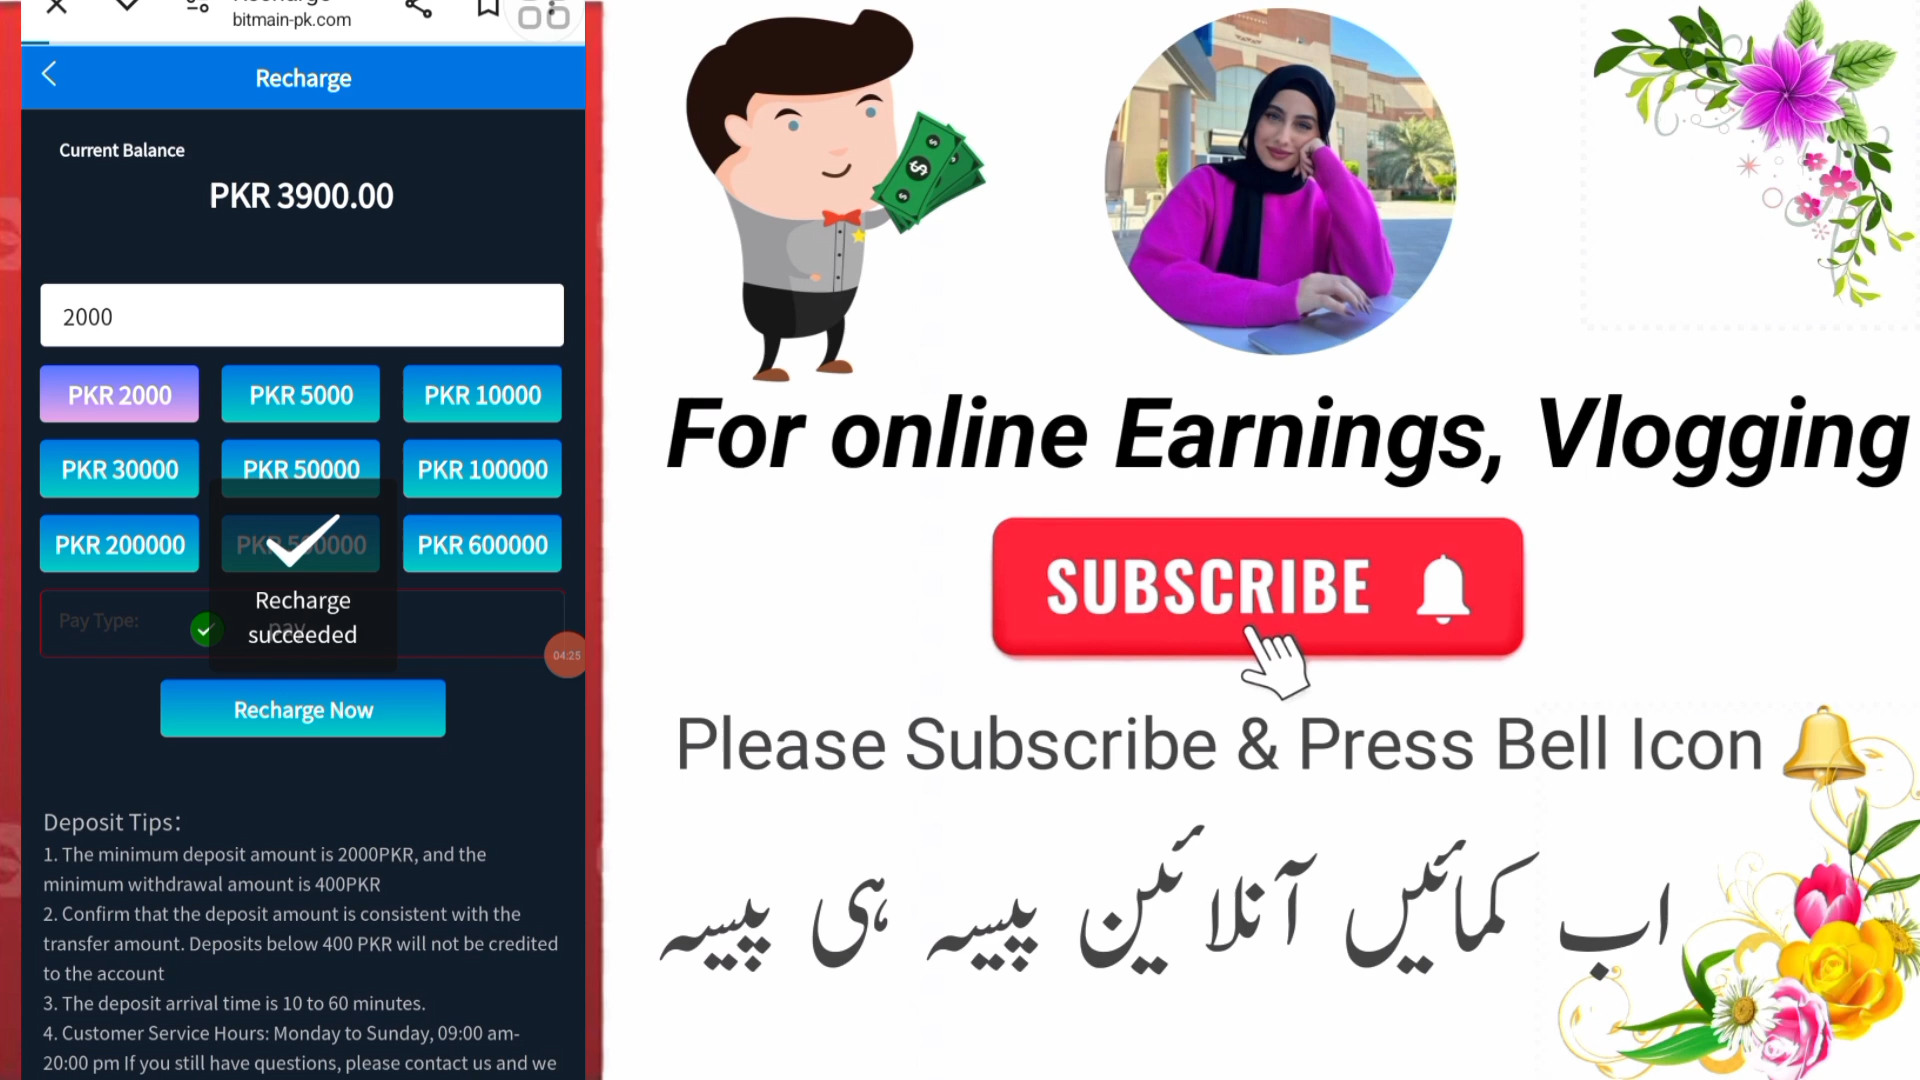 bitmain-pk.com
Recharge
Current Balance
PKR 3900.00
2000
PKR 2000
PKR 5000
PKR 10000
PKR 30000
PKR 50000
PKR 100000
PKR 200000
PKR 500000
PKR 600000
Pay Type:
Recharge
succeeded
04:25
Recharge Now
Deposit Tips：
1. The minimum deposit amount is 2000PKR, and the
minimum withdrawal amount is 400PKR
2. Confirm that the deposit amount is consistent with the
transfer amount. Deposits below 400 PKR will not be credited
to the account
3. The deposit arrival time is 10 to 60 minutes.
4. Customer Service Hours: Monday to Sunday, 09:00 am-
20:00 pm If you still have questions, please contact us and we
For online Earnings, Vlogging
SUBSCRIBE
Please Subscribe & Press Bell Icon
اب کمائیں آنلائین پیسہ ہی پیسہ